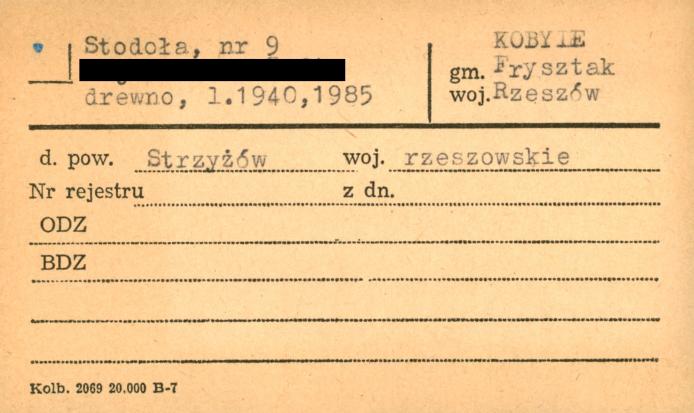 Stodoła, nr 9
drewno, l.1940,1985
KOBYLE
gm. Frysztak
woj. Rzeszów
d. pow. Strzyżów woj. rzeszowskie
Nr rejestru z dn.
ODZ
BDZ
Kolb. 2069 20.000 B-7